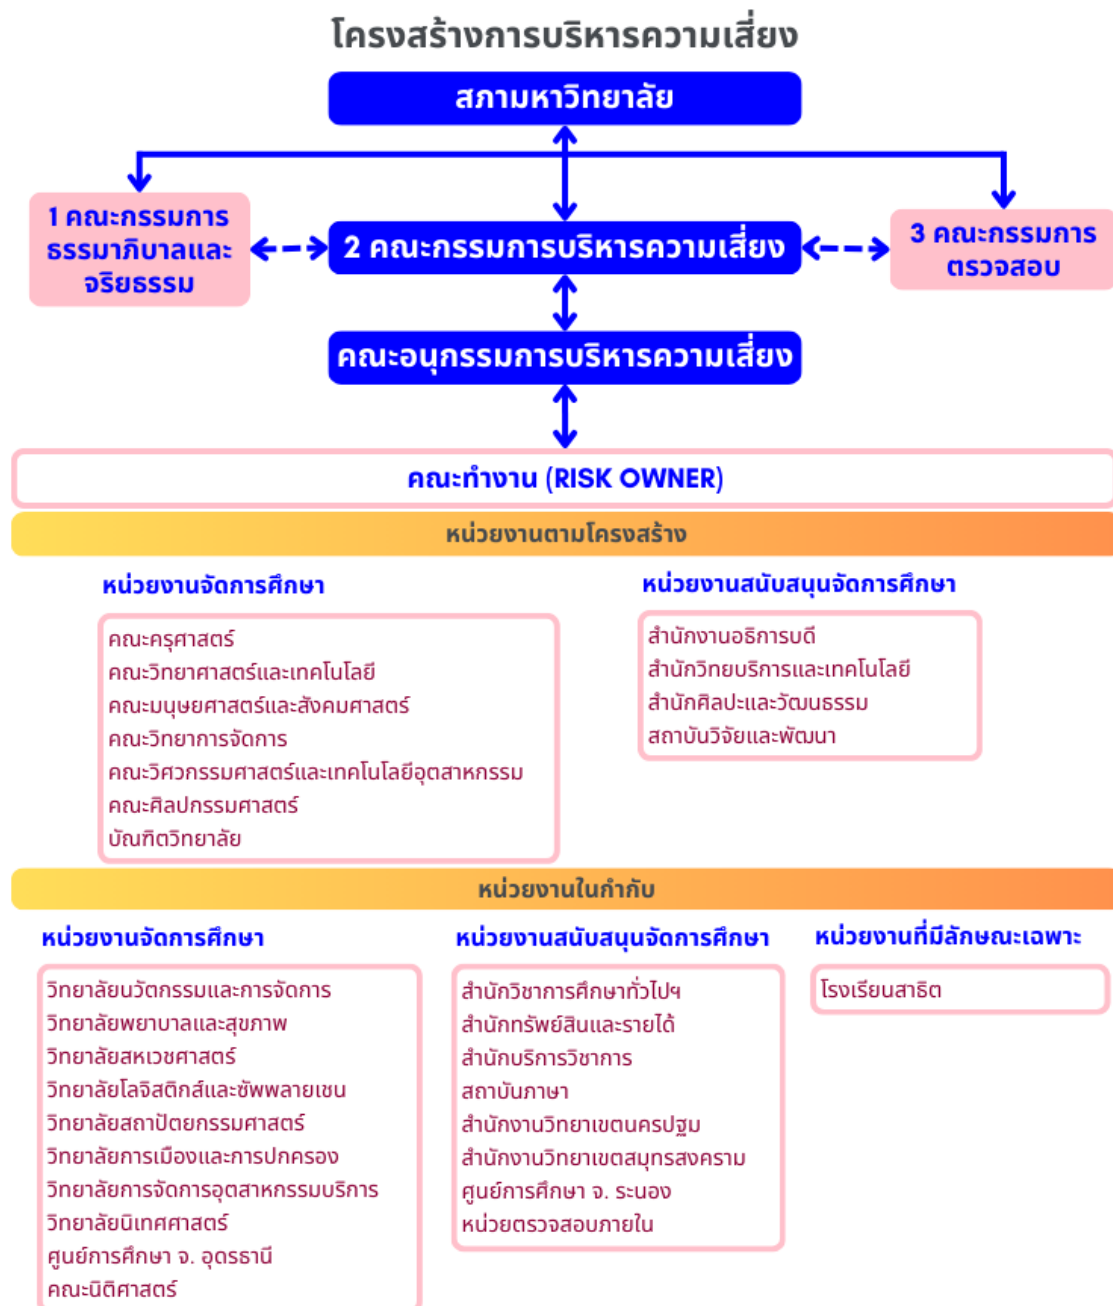 โครงสร้างการบริหารความเสี่ยง
สภามหาวิทยาลัย
1 คณะกรรมการ
ธรรมาภิบาลและ
จริยธรรม
2 คณะกรรมการบริหารความเสี่ยง
3 คณะกรรมการ
ตรวจสอบ
คณะอนุกรรมการบริหารความเสี่ยง
คณะทำงาน (RISK OWNER)
หน่วยงานตามโครงสร้าง
หน่วยงานจัดการศึกษา
คณะครุศาสตร์
คณะวิทยาศาสตร์และเทคโนโลยี
คณะมนุษยศาสตร์และสังคมศาสตร์
คณะวิทยาการจัดการ
คณะวิศวกรรมศาสตร์และเทคโนโลยีอุตสาหกรรม
คณะศิลปกรรมศาสตร์
บัณฑิตวิทยาลัย
หน่วยงานสนับสนุนจัดการศึกษา
สำนักงานอธิการบดี
สำนักวิทยบริการและเทคโนโลยี
สำนักศิลปะและวัฒนธรรม
สถาบันวิจัยและพัฒนา
หน่วยงานในกำกับ
หน่วยงานจัดการศึกษา
วิทยาลัยนวัตกรรมและการจัดการ
วิทยาลัยพยาบาลและสุขภาพ
วิทยาลัยสหเวชศาสตร์
วิทยาลัยโลจิสติกส์และซัพพลายเชน
วิทยาลัยสถาปัตยกรรมศาสตร์
วิทยาลัยการเมืองและการปกครอง
วิทยาลัยการจัดการอุตสาหกรรมบริการ
วิทยาลัยนิเทศศาสตร์
ศูนย์การศึกษา จ. อุดรธานี
คณะนิติศาสตร์
หน่วยงานสนับสนุนจัดการศึกษา
สำนักวิชาการศึกษาทั่วไปฯ
สำนักทรัพย์สินและรายได้
สำนักบริการวิชาการ
สถาบันภาษา
สำนักงานวิทยาเขตนครปฐม
สำนักงานวิทยาเขตสมุทรสงคราม
ศูนย์การศึกษา จ. ระนอง
หน่วยตรวจสอบภายใน
หน่วยงานที่มีลักษณะเฉพาะ
โรงเรียนสาธิต